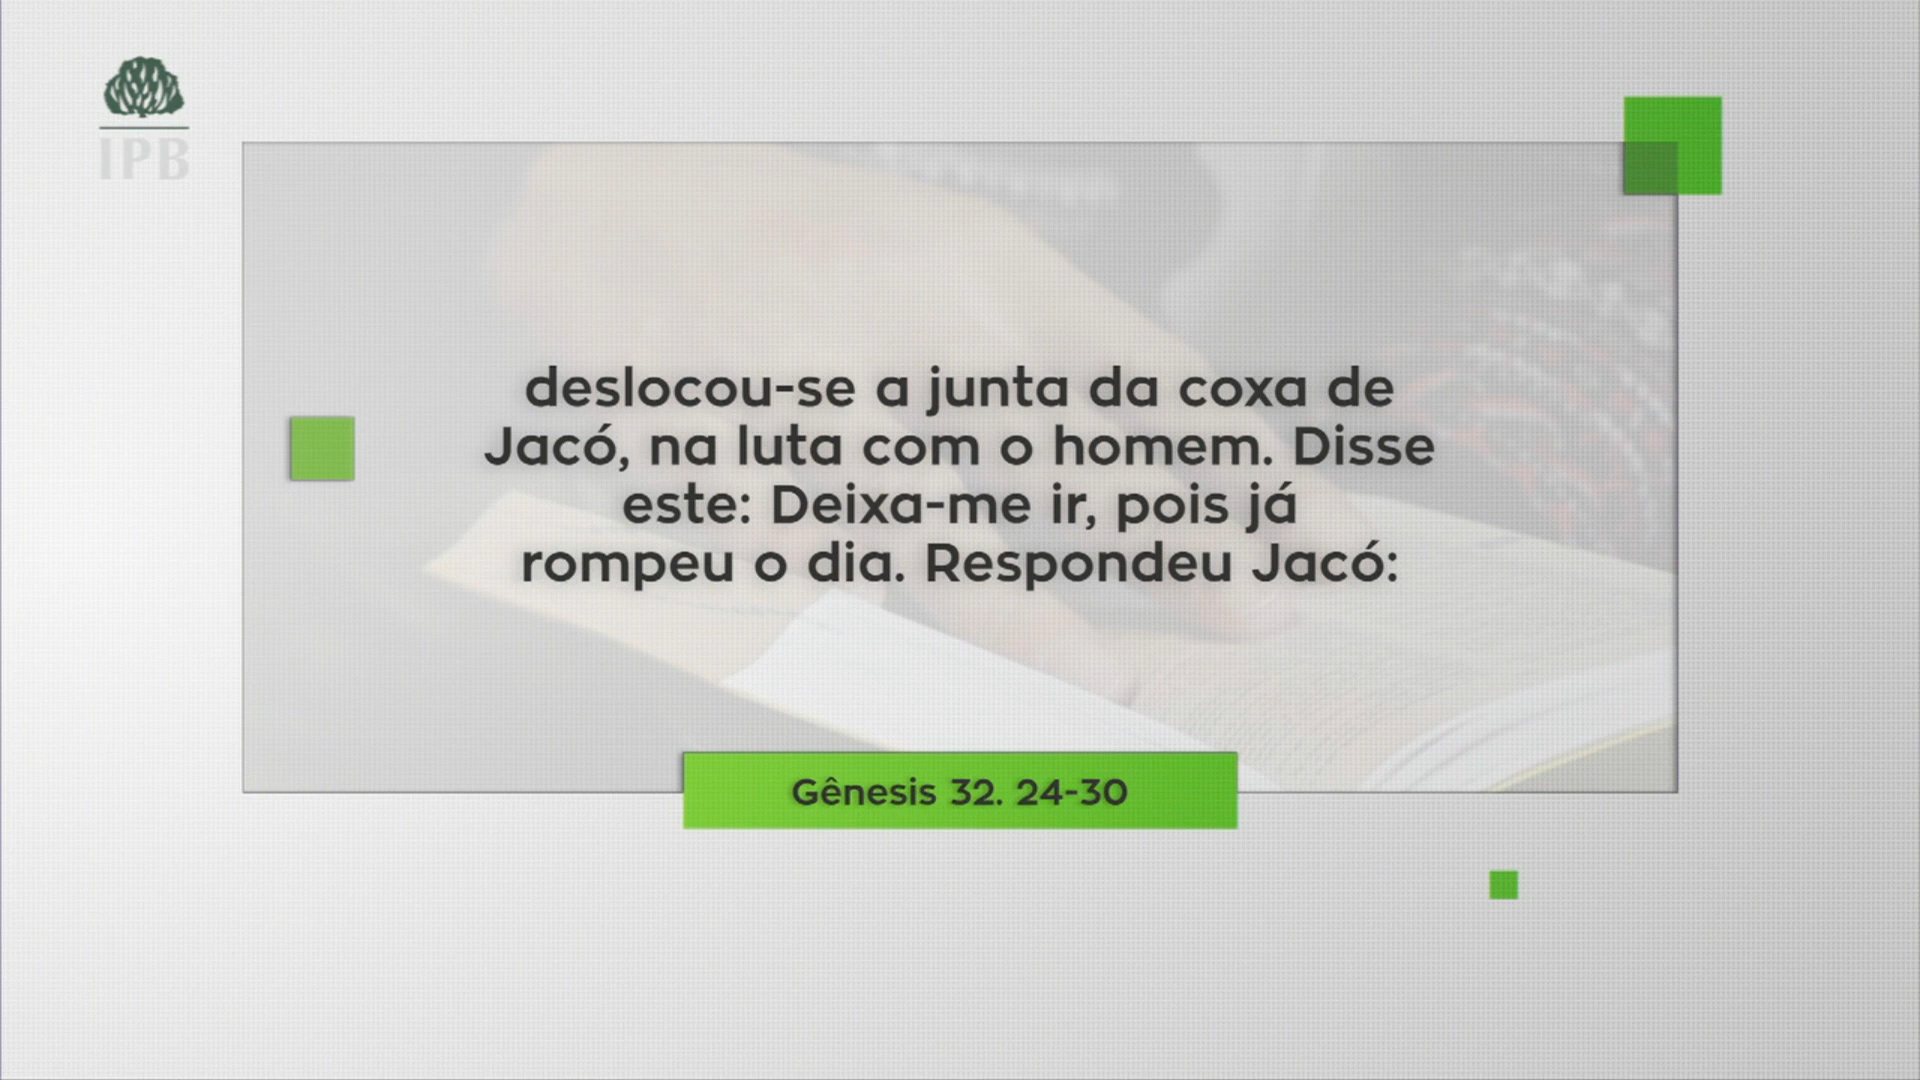 IPB
deslocou-se a junta da coxa de
Jacó, na luta com o homem. Disse
este: Deixa-me ir, pois já
rompeu o dia. Respondeu Jacó:
Gênesis 32. 24-30